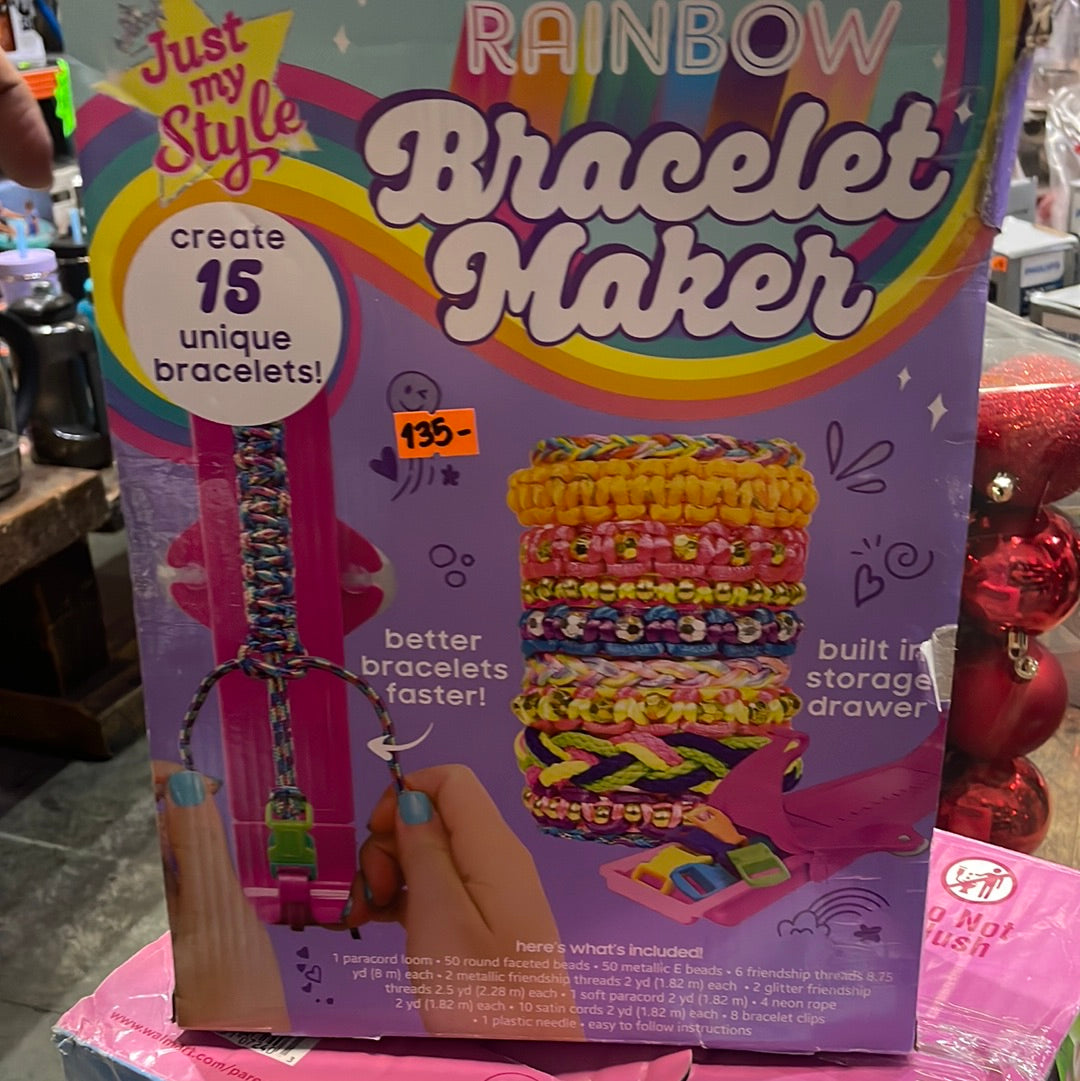 Just
my
Style
RAINBOW
Bracelet
Maker
create
15
unique
bracelets!
135-
better
bracelets
faster!
built in
storage
drawer
here's what's included!
1 paracord loom • 50 round faceted beads • 50 metallic E beads • 6 friendship threads 8.75
yd (8 m) each • 2 metallic friendship threads 2 yd (1.82 m) each • 2 glitter friendship
threads 2.5 yd (2.28 m) each • 1 soft paracord 2 yd (1.82 m) • 4 neon rope
2 yd (1.82 m) each • 10 satin cords 2 yd (1.82 m) each • 8 bracelet clips
• 1 plastic needle • easy to follow instructions
Not
www.walmart.com/